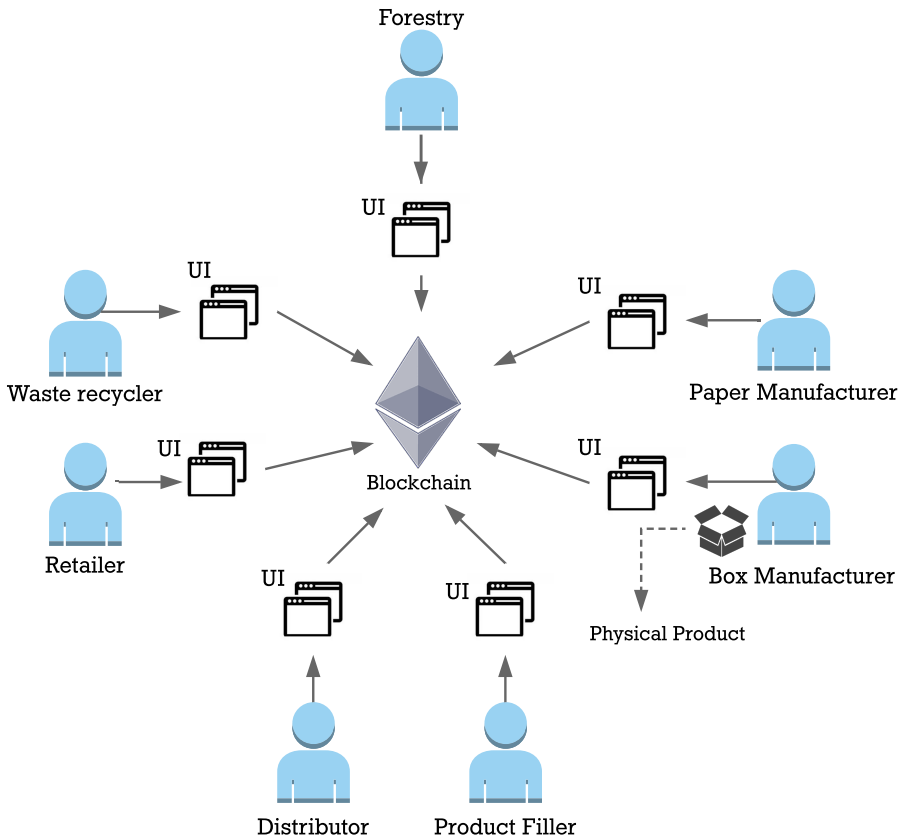 Forestry
UI
UI
UI
Waste recycler
Paper Manufacturer
UI
UI
Blockchain
Retailer
Box Manufacturer
UI
UI
Physical Product
Distributor
Product Filler